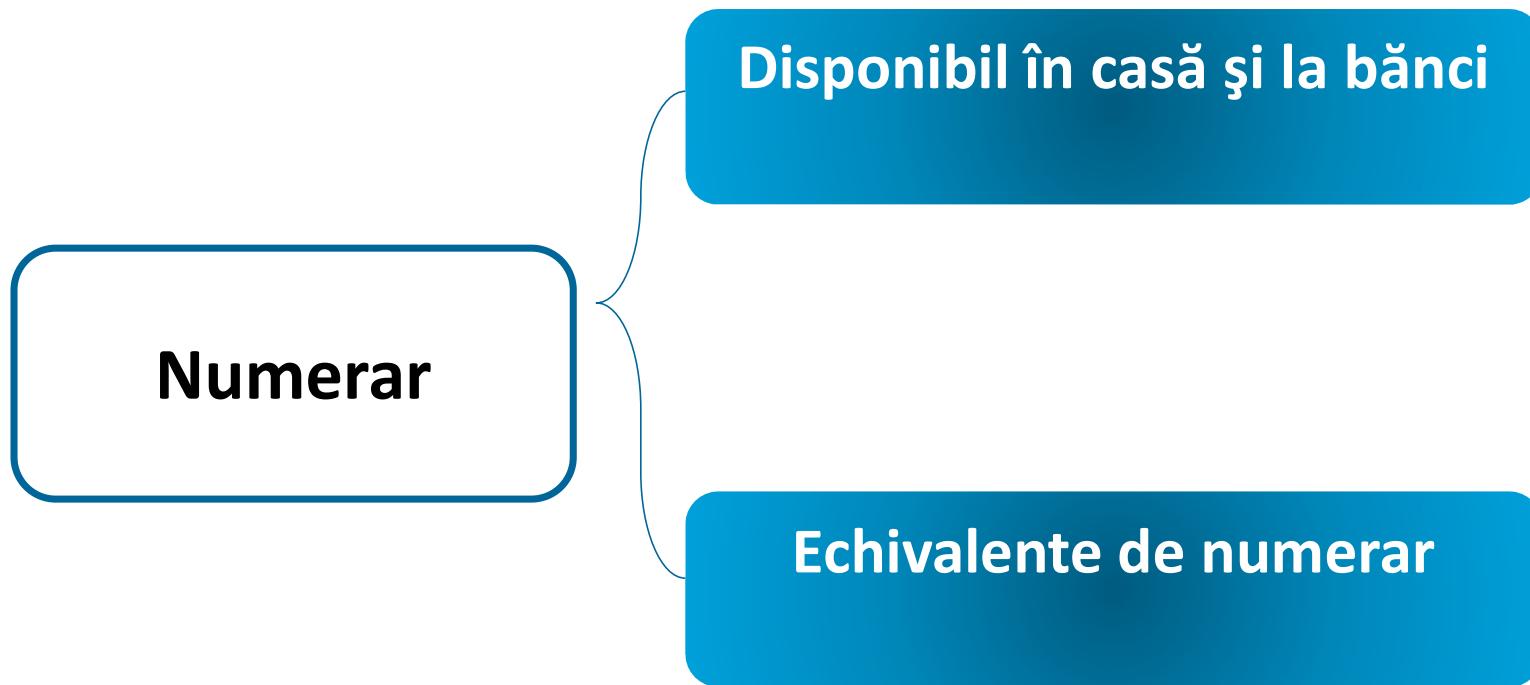 Disponibil în casă şi la bănci
Numerar
Echivalente de numerar